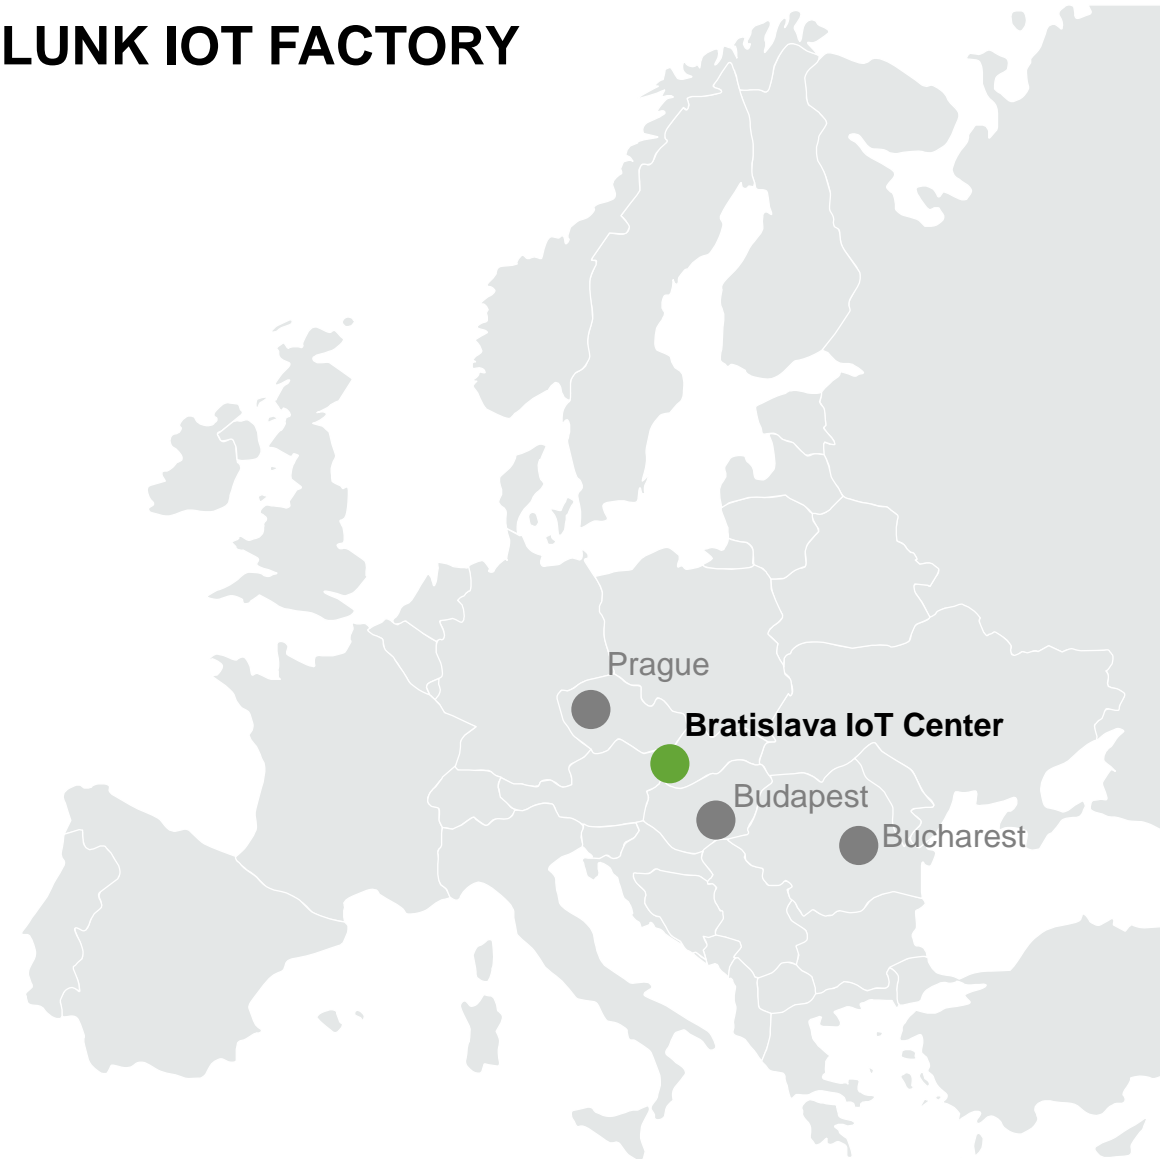 LUNK IOT FACTORY
Prague
Bratislava IoT Center
Budapest
Bucharest